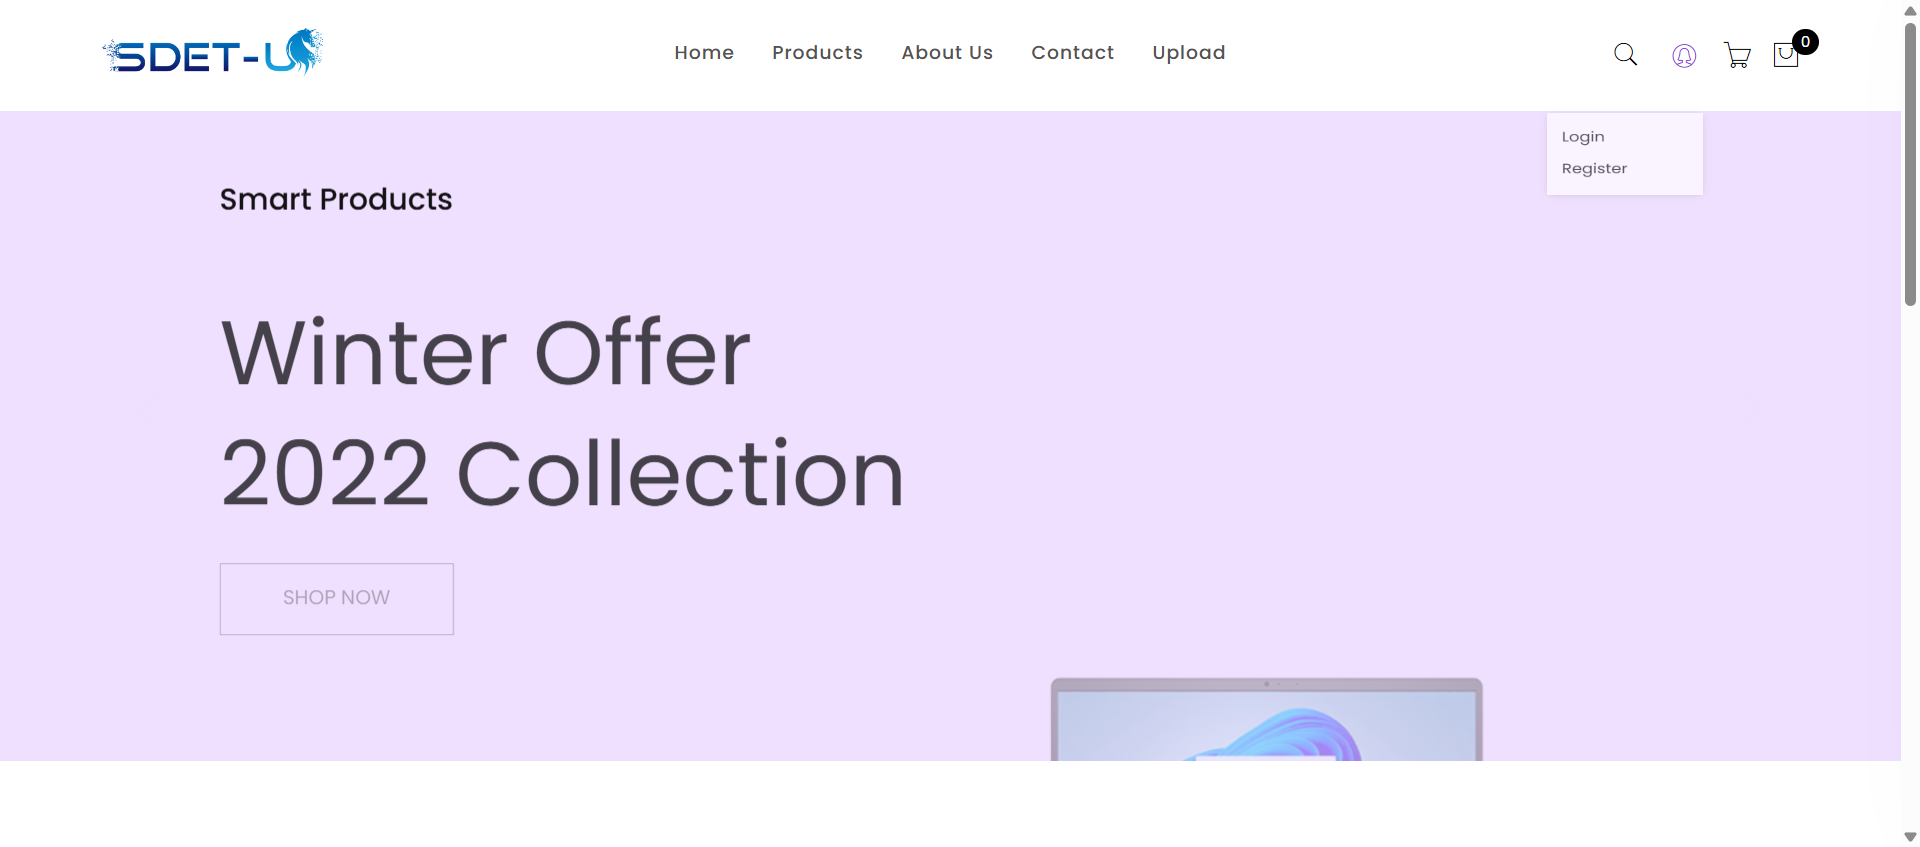 SDET-U
Home Products About Us Contact Upload
0
Login
Register
Smart Products
Winter Offer
2022 Collection
SHOP NOW